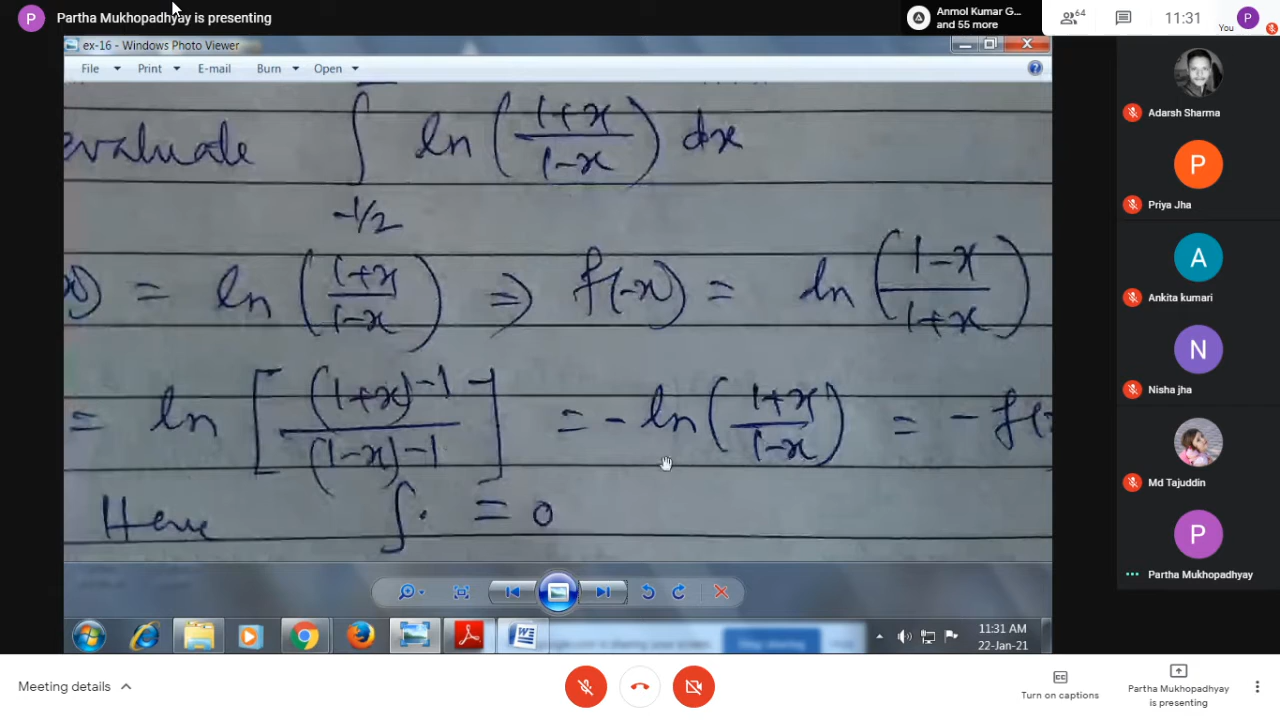 P Partha Mukhopadhyay is presenting
Anmol Kumar G...
and 55 more
64
11:31
You
P
ex-16 - Windows Photo Viewer
File Print E-mail Burn Open
evaluate ∫ ln((1+x)/(1-x)) dx
-1/2
x) = ln((1+x)/(1-x)) ⇒ f(-x) = ln((1-x)/(1+x))
= ln[(1+x)-1/(1-x)-1] = -ln((1+x)/(1-x)) = -f(
Here ∫. = 0
Adarsh Sharma
P
Priya Jha
A
Ankita kumari
N
Nisha jha
Md Tajuddin
P
Partha Mukhopadhyay
11:31 AM
22-Jan-21
Meeting details
Turn on captions
Partha Mukhopadhyay
is presenting